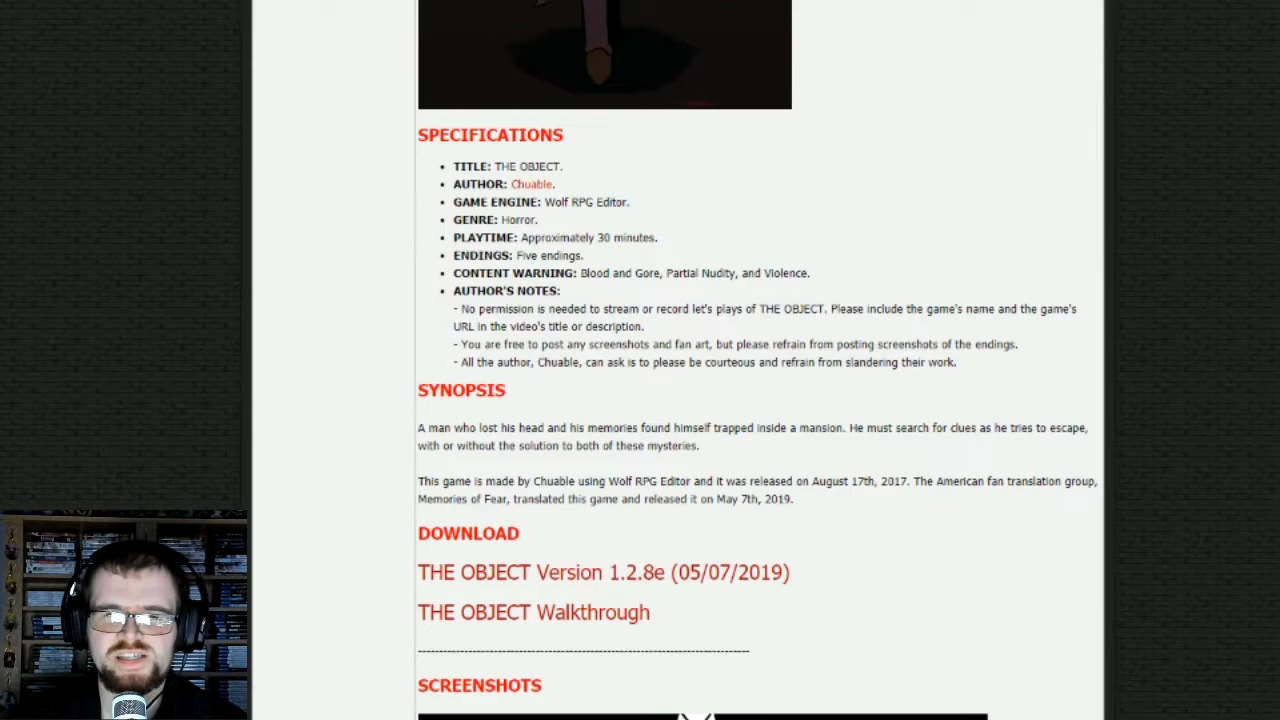 SPECIFICATIONS
• TITLE: THE OBJECT.
• AUTHOR: Chuable.
• GAME ENGINE: Wolf RPG Editor.
• GENRE: Horror.
• PLAYTIME: Approximately 30 minutes.
• ENDINGS: Five endings.
• CONTENT WARNING: Blood and Gore, Partial Nudity, and Violence.
• AUTHOR'S NOTES:
- No permission is needed to stream or record let's plays of THE OBJECT. Please include the game's name and the game's
URL in the video's title or description.
- You are free to post any screenshots and fan art, but please refrain from posting screenshots of the endings.
- All the author, Chuable, can ask is to please be courteous and refrain from slandering their work.
SYNOPSIS
A man who lost his head and his memories found himself trapped inside a mansion. He must search for clues as he tries to escape,
with or without the solution to both of these mysteries.
This game is made by Chuable using Wolf RPG Editor and it was released on August 17th, 2017. The American fan translation group,
Memories of Fear, translated this game and released it on May 7th, 2019.
DOWNLOAD
THE OBJECT Version 1.2.8e (05/07/2019)
THE OBJECT Walkthrough
--------------------------------------------------------------------------------
SCREENSHOTS